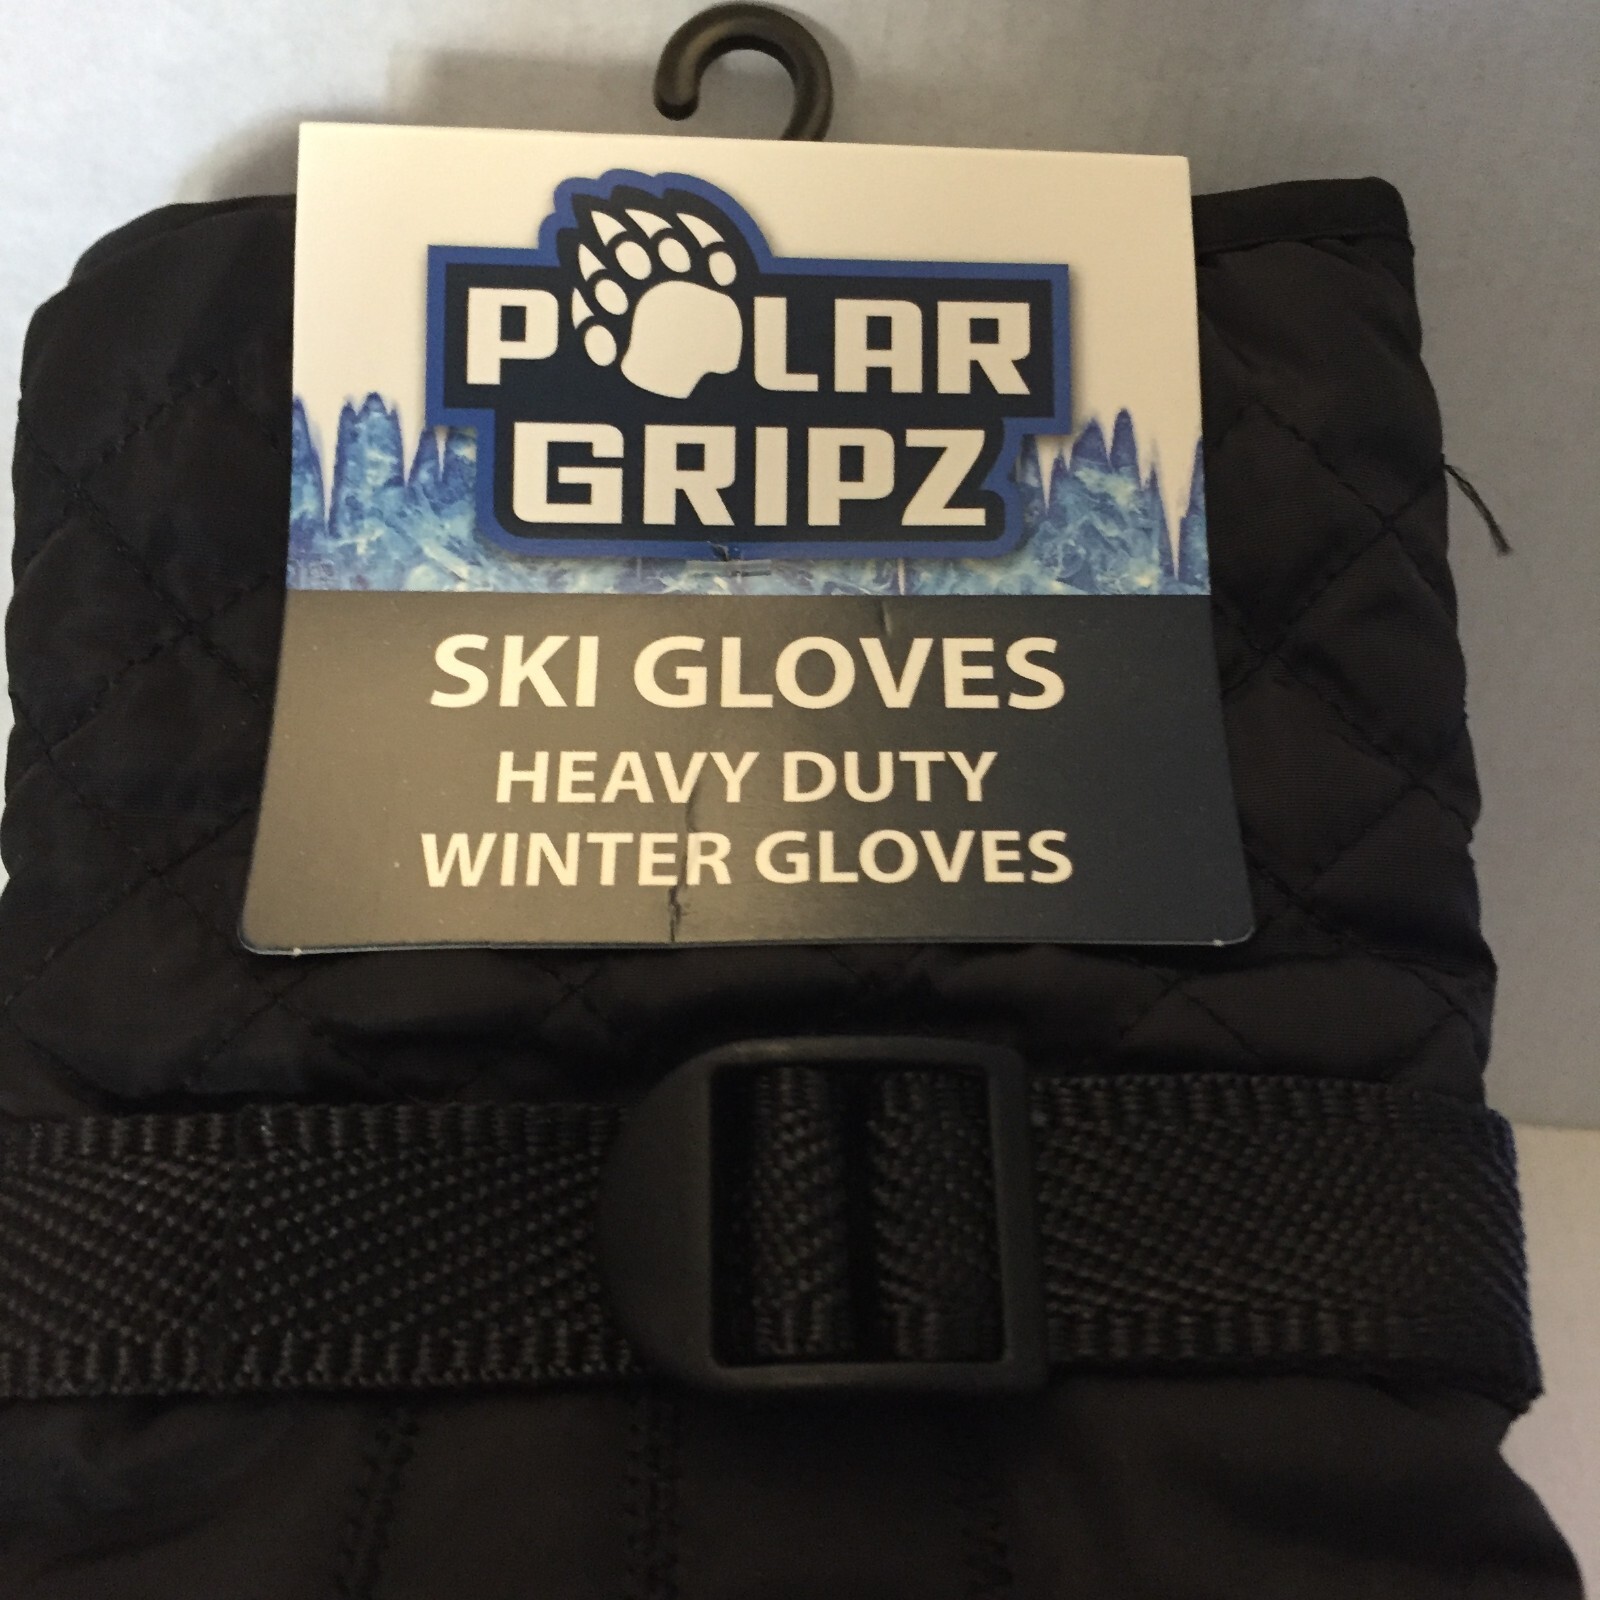 POLAR
GRIPZ
SKI GLOVES
HEAVY DUTY
WINTER GLOVES